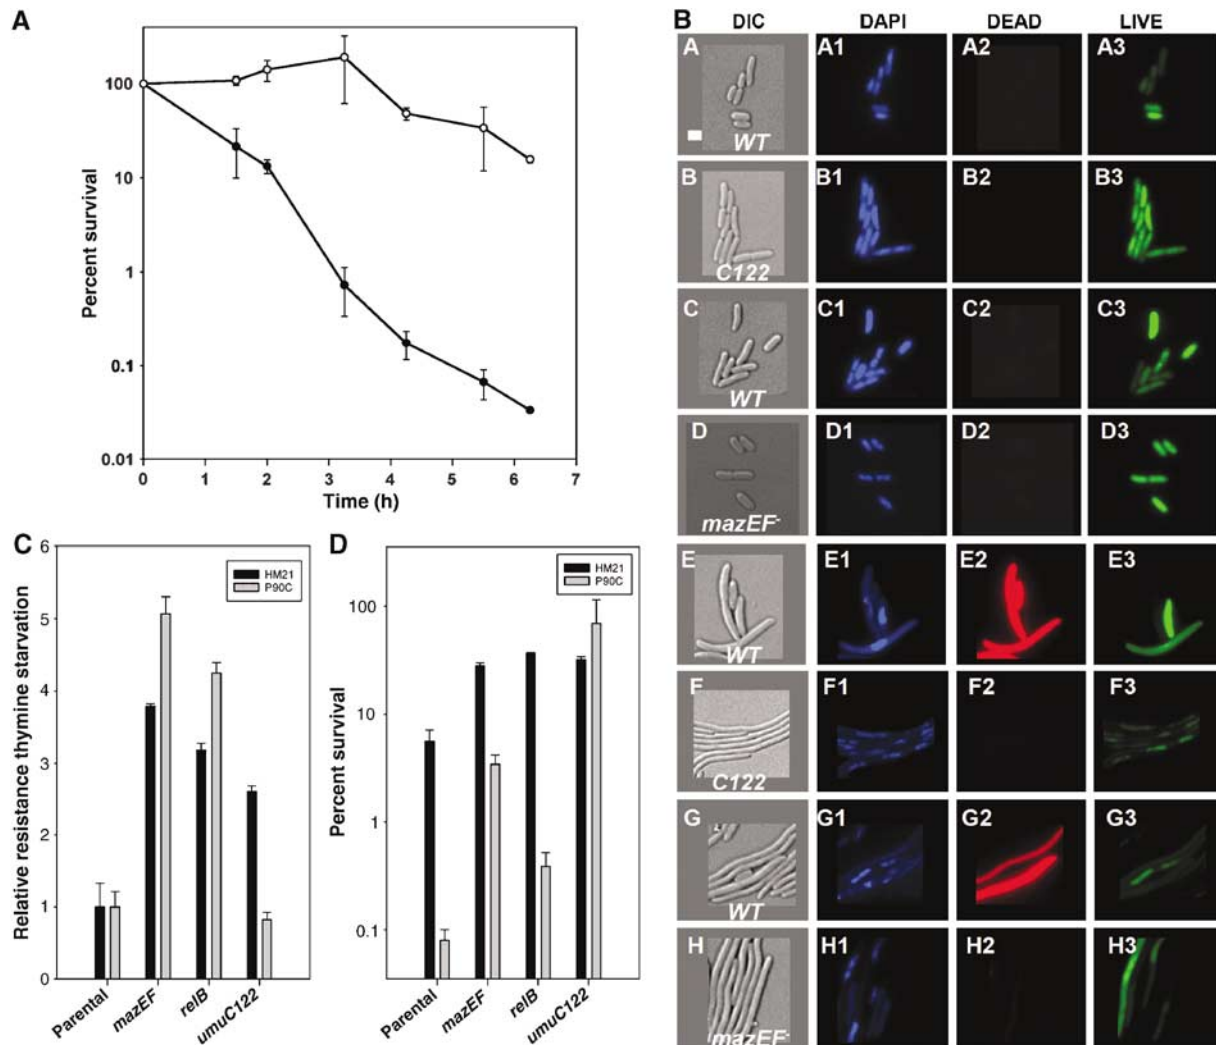 A
100
10
1
0.1
0.01
0 1 2 3 4 5 6 7
Percent survival
Time (h)
B
DIC DAPI DEAD LIVE
A A1 A2 A3
WT
B B1 B2 B3
C122
C C1 C2 C3
WT
D D1 D2 D3
mazEF-
E E1 E2 E3
WT
F F1 F2 F3
C122
G G1 G2 G3
WT
H H1 H2 H3
mazEF-
C
Relative resistance thymine starvation
6
5
4
3
2
1
0
HM21
P90C
Parental
mazEF
relB
umuC122
D
Percent survival
100
10
1
0.1
HM21
P90C
Parental
mazEF
relB
umuC122